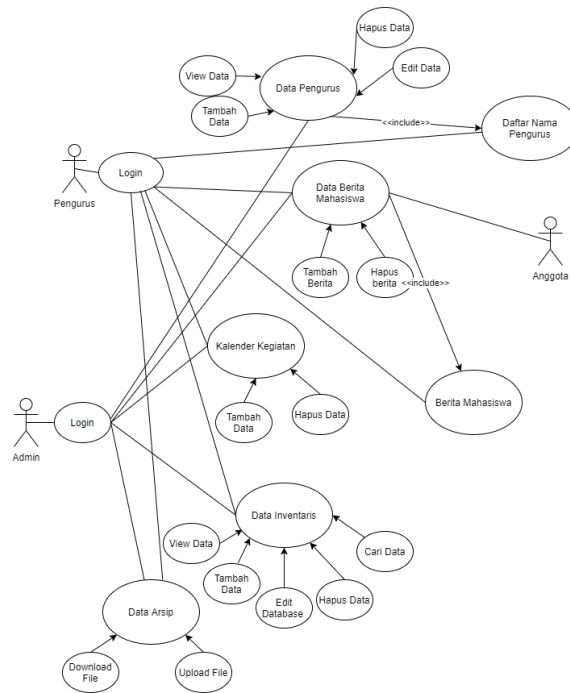 Hapus Data
View Data
Edit Data
Data Pengurus
Tambah
Data
<<include>>
Daftar Nama
Pengurus
Login
Pengurus
Data Berita
Mahasiswa
Anggota
Tambah
Berita
Hapus
berita
<<include>>
Kalender Kegiatan
Tambah
Data
Hapus Data
Berita Mahasiswa
Login
Admin
Data Inventaris
View Data
Cari Data
Tambah
Data
Edit
Database
Hapus Data
Data Arsip
Download
File
Upload File